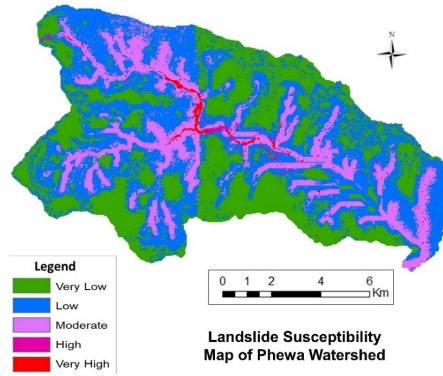 N
Legend
Very Low
Low
Moderate
High
Very High
0 1 2 4 6
Km
Landslide Susceptibility
Map of Phewa Watershed